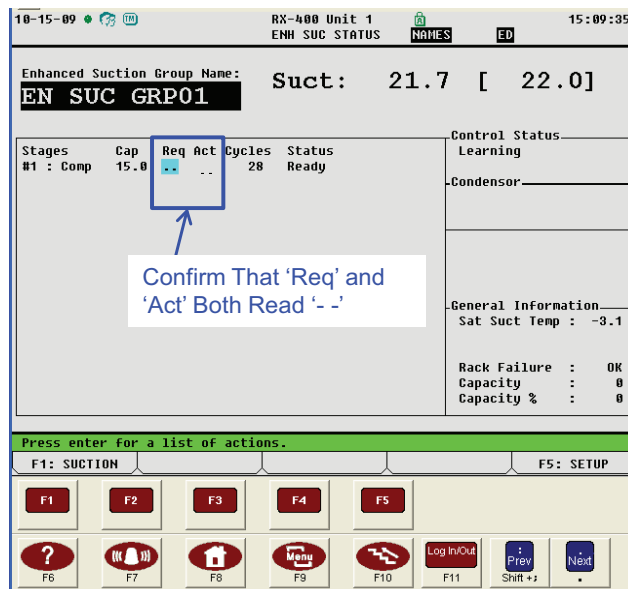 10-15-09 RX-400 Unit 1 15:09:35
ENH SUC STATUS NAMES ED
Enhanced Suction Group Name:
EN SUC GRP01
Suct: 21.7 [ 22.0]
Stages Cap Req Act Cycles Status
#1 : Comp 15.0 -- -- 28 Ready
Confirm That ‘Req’ and
‘Act’ Both Read ‘- -’
Control Status
Learning
Condensor
General Information
Sat Suct Temp : -3.1
Rack Failure : OK
Capacity : 0
Capacity % : 0
Press enter for a list of actions.
F1: SUCTION F5: SETUP
F1 F2 F3 F4 F5
? Menu Log In/Out : Prev . Next
F6 F7 F8 F9 F10 F11 Shift +; .